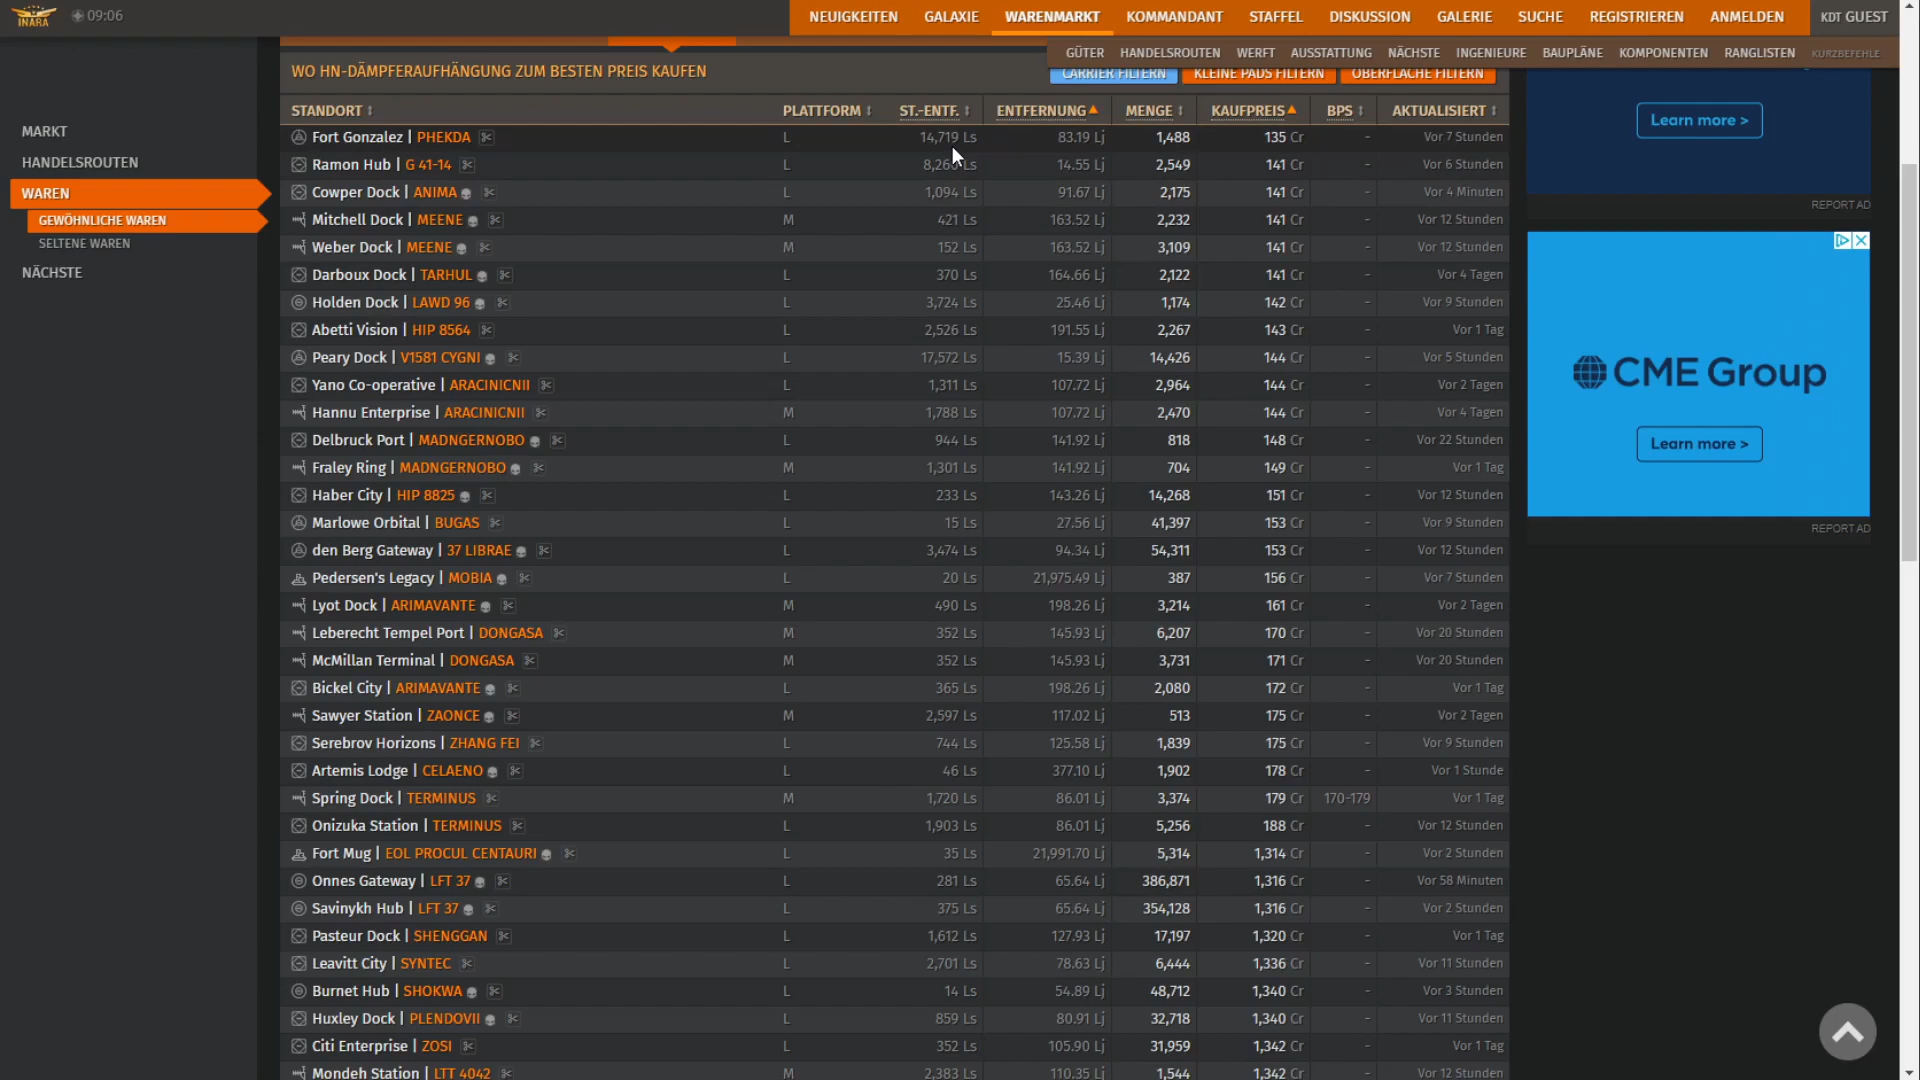 INARA
09:06
NEUIGKEITEN GALAXIE WARENMARKT KOMMANDANT STAFFEL DISKUSSION GALERIE SUCHE REGISTRIEREN ANMELDEN KDT GUEST
GÜTER HANDELSROUTEN WERFT AUSSTATTUNG NÄCHSTE INGENIEURE BAUPLÄNE KOMPONENTEN RANGLISTEN KURZBEFEHLE
MARKT
HANDELSROUTEN
WAREN
GEWÖHNLICHE WAREN
SELTENE WAREN
NÄCHSTE
WO HN-DÄMPFERAUFHÄNGUNG ZUM BESTEN PREIS KAUFEN
CARRIER FILTERN KLEINE PADS FILTERN OBERFLÄCHE FILTERN
STANDORT PLATTFORM ST.-ENTF. ENTFERNUNG MENGE KAUFPREIS BPS AKTUALISIERT
Fort Gonzalez | PHEKDA L 14,719 Ls 83.19 Lj 1,488 135 Cr - Vor 7 Stunden
Ramon Hub | G 41-14 L Ls 14.55 Lj 2,549 141 Cr - Vor 6 Stunden
Cowper Dock | ANIMA L 1,094 Ls 91.67 Lj 2,175 141 Cr - Vor 4 Minuten
Mitchell Dock | MEENE M 421 Ls 163.52 Lj 2,232 141 Cr - Vor 12 Stunden
Weber Dock | MEENE M 152 Ls 163.52 Lj 3,109 141 Cr - Vor 12 Stunden
Darboux Dock | TARHUL L 370 Ls 164.66 Lj 2,122 141 Cr - Vor 4 Tagen
Holden Dock | LAWD 96 L 3,724 Ls 25.46 Lj 1,174 142 Cr - Vor 9 Stunden
Abetti Vision | HIP 8564 L 2,526 Ls 191.55 Lj 2,267 143 Cr - Vor 1 Tag
Peary Dock | V1581 CYGNI L 17,572 Ls 15.39 Lj 14,426 144 Cr - Vor 5 Stunden
Yano Co-operative | ARACINICNII L 1,311 Ls 107.72 Lj 2,964 144 Cr - Vor 2 Tagen
Hannu Enterprise | ARACINICNII M 1,788 Ls 107.72 Lj 2,470 144 Cr - Vor 4 Tagen
Delbruck Port | MADNGERNOBO L 944 Ls 141.92 Lj 818 148 Cr - Vor 22 Stunden
Fraley Ring | MADNGERNOBO M 1,301 Ls 141.92 Lj 704 149 Cr - Vor 1 Tag
Haber City | HIP 8825 L 233 Ls 143.26 Lj 14,268 151 Cr - Vor 12 Stunden
Marlowe Orbital | BUGAS L 15 Ls 27.56 Lj 41,397 153 Cr - Vor 9 Stunden
den Berg Gateway | 37 LIBRAE L 3,474 Ls 94.34 Lj 54,311 153 Cr - Vor 12 Stunden
Pedersen's Legacy | MOBIA L 20 Ls 21,975.49 Lj 387 156 Cr - Vor 7 Stunden
Lyot Dock | ARIMAVANTE M 490 Ls 198.26 Lj 3,214 161 Cr - Vor 2 Tagen
Leberecht Tempel Port | DONGASA M 352 Ls 145.93 Lj 6,207 170 Cr - Vor 20 Stunden
McMillan Terminal | DONGASA M 352 Ls 145.93 Lj 3,731 171 Cr - Vor 20 Stunden
Bickel City | ARIMAVANTE L 365 Ls 198.26 Lj 2,080 172 Cr - Vor 1 Tag
Sawyer Station | ZAONCE M 2,597 Ls 117.02 Lj 513 175 Cr - Vor 2 Tagen
Serebrov Horizons | ZHANG FEI L 744 Ls 125.58 Lj 1,839 175 Cr - Vor 9 Stunden
Artemis Lodge | CELAENO L 46 Ls 377.10 Lj 1,902 178 Cr - Vor 1 Stunde
Spring Dock | TERMINUS M 1,720 Ls 86.01 Lj 3,374 179 Cr 170-179 Vor 1 Tag
Onizuka Station | TERMINUS L 1,903 Ls 86.01 Lj 5,256 188 Cr - Vor 12 Stunden
Fort Mug | EOL PROCUL CENTAURI L 35 Ls 21,991.70 Lj 5,314 1,314 Cr - Vor 2 Stunden
Onnes Gateway | LFT 37 L 281 Ls 65.64 Lj 386,871 1,316 Cr - Vor 58 Minuten
Savinykh Hub | LFT 37 L 375 Ls 65.64 Lj 354,128 1,316 Cr - Vor 2 Stunden
Pasteur Dock | SHENGGAN L 1,612 Ls 127.93 Lj 17,197 1,320 Cr - Vor 1 Tag
Leavitt City | SYNTEC L 2,701 Ls 78.63 Lj 6,444 1,336 Cr - Vor 11 Stunden
Burnet Hub | SHOKWA L 14 Ls 54.89 Lj 48,712 1,340 Cr - Vor 3 Stunden
Huxley Dock | PLENDOVII L 859 Ls 80.91 Lj 32,718 1,340 Cr - Vor 11 Stunden
Citi Enterprise | ZOSI L 352 Ls 105.90 Lj 31,959 1,342 Cr - Vor 1 Tag
Mondeh Station | LTT 4042 M 2,383 Ls 110.35 Lj 1,544 1,342 Cr - Vor 12 Stunden
Learn more >
REPORT AD
CME Group
Learn more >
REPORT AD